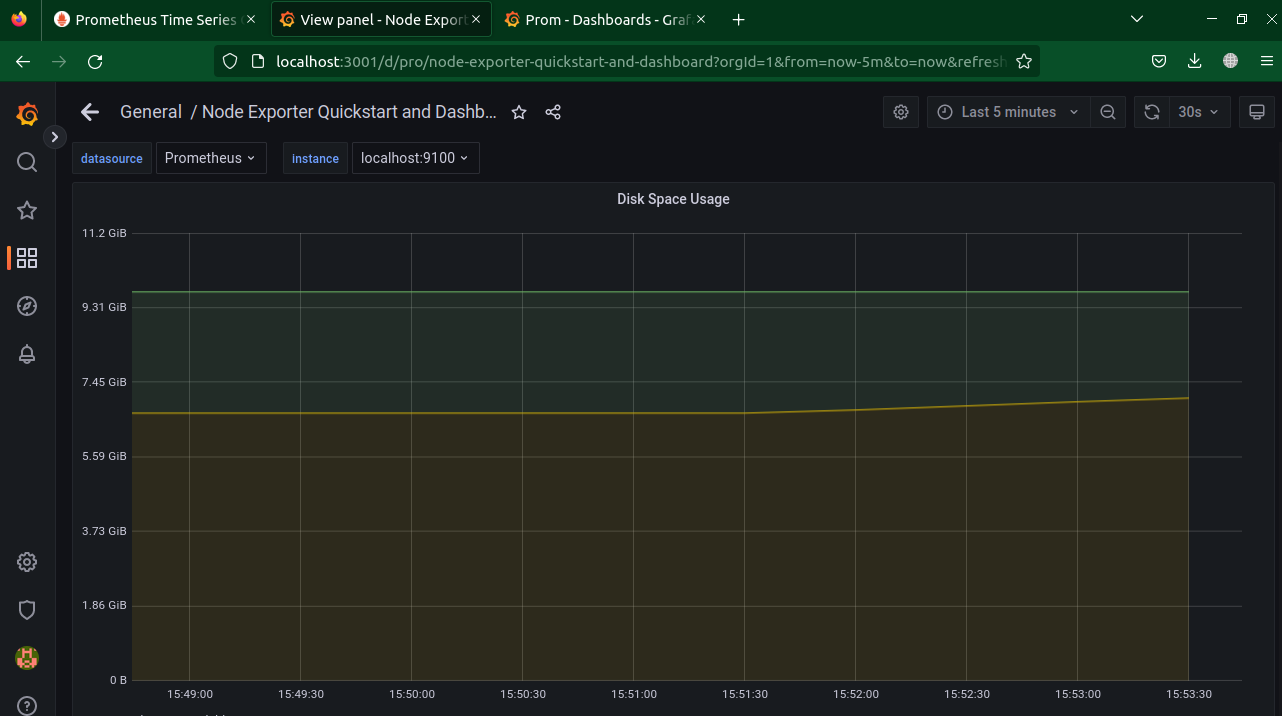 Prometheus Time Series
View panel - Node Export
Prom - Dashboards - Graf
localhost:3001/d/pro/node-exporter-quickstart-and-dashboard?orgId=1&from=now-5m&to=now&refresh
General / Node Exporter Quickstart and Dashb...
Last 5 minutes
30s
datasource Prometheus instance localhost:9100
Disk Space Usage
11.2 GiB
9.31 GiB
7.45 GiB
5.59 GiB
3.73 GiB
1.86 GiB
0 B
15:49:00 15:49:30 15:50:00 15:50:30 15:51:00 15:51:30 15:52:00 15:52:30 15:53:00 15:53:30